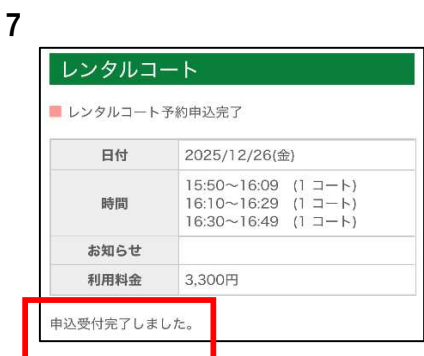 7
レンタルコート
レンタルコート予約申込完了
日付 2025/12/26(金)
時間 15:50～16:09 (1 コート)
16:10～16:29 (1 コート)
16:30～16:49 (1 コート)
お知らせ
利用料金 3,300円
申込受付完了しました。